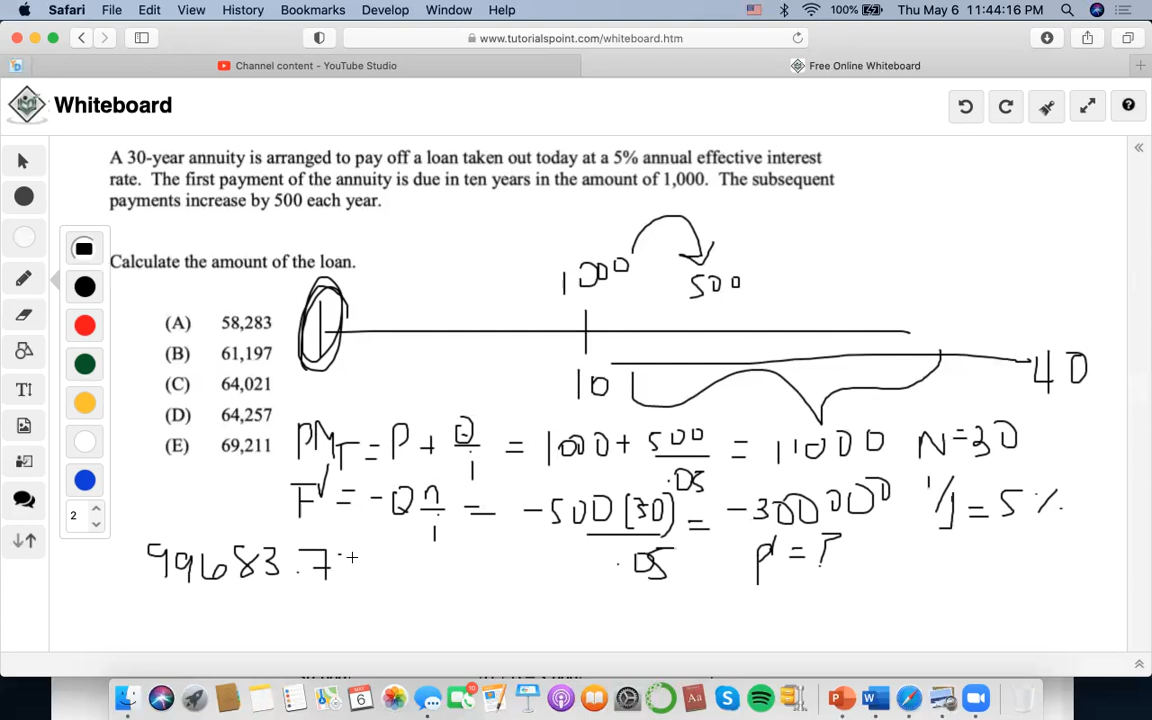 Safari File Edit View History Bookmarks Develop Window Help 100% Thu May 6 11:44:16 PM
www.tutorialspoint.com/whiteboard.htm
Channel content - YouTube Studio Free Online Whiteboard
Whiteboard
A 30-year annuity is arranged to pay off a loan taken out today at a 5% annual effective interest
rate. The first payment of the annuity is due in ten years in the amount of 1,000. The subsequent
payments increase by 500 each year.
Calculate the amount of the loan.
1000 500
(A) 58,283
(B) 61,197
(C) 64,021
(D) 64,257
(E) 69,211
10 40
PMT = P + Q/i = 1000 + 500/.05 = 11000 N=30
FV = -Q n/i = -500(30)/.05 = -300000 I/Y = 5%
PV = ?
99683.7
2